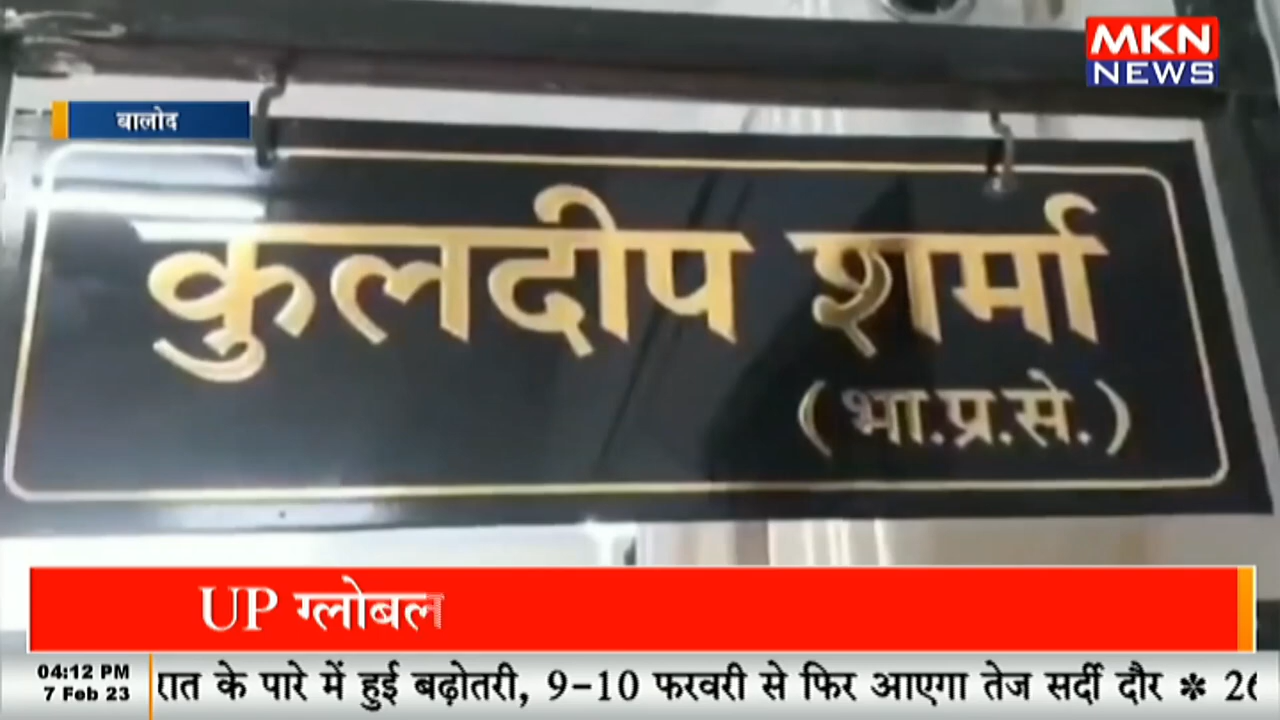 MKN
NEWS
बालोद
कुलदीप शर्मा
(भा.प्र.से.)
UP ग्लोबल
04:12 PM
7 Feb 23
के पारे में हुई बढ़ोतरी, 9-10 फरवरी से फिर आएगा तेज सर्दी दौर * 26